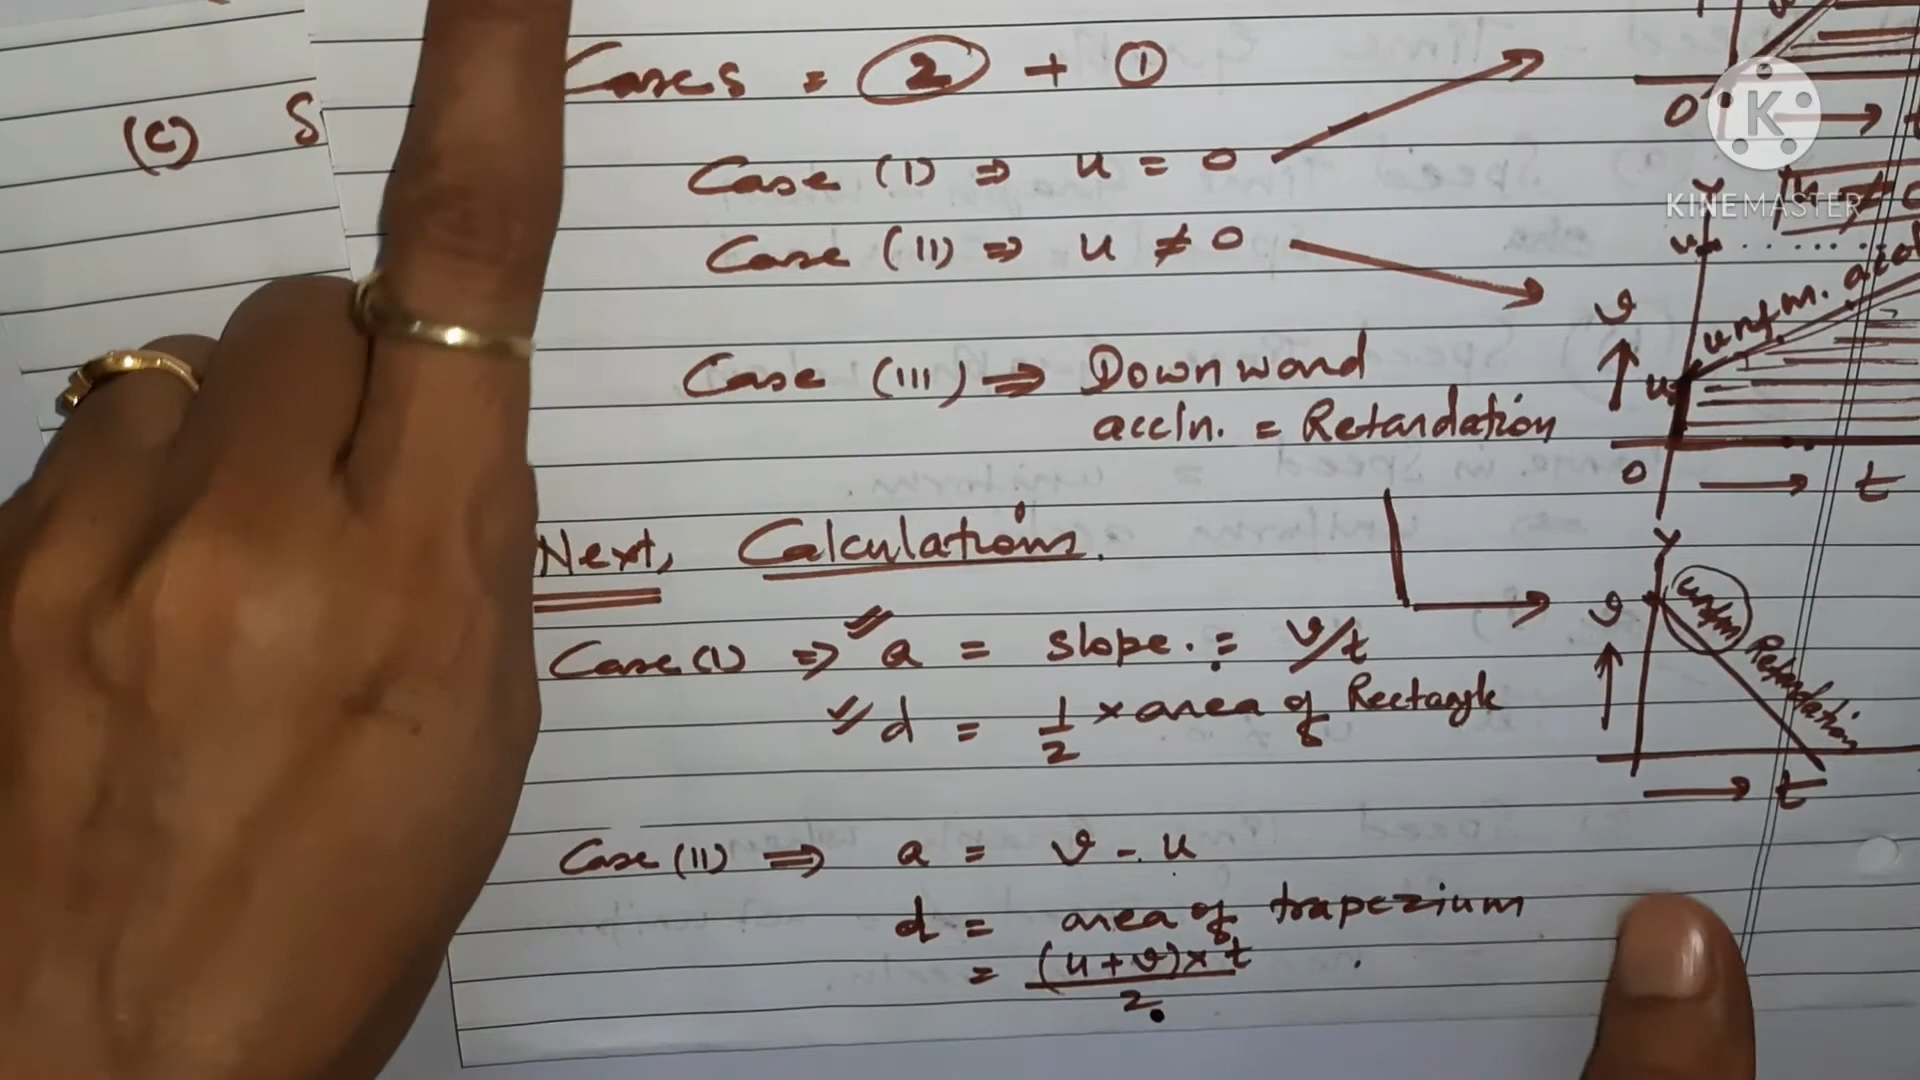 Cases = 2 + 1
(C) S
Case (I) ⇒ u = 0
Case (II) ⇒ u ≠ 0
Case (III) ⇒ Downward
accln. = Retardation
Next, Calculations.
Case (I) ⇒ a = slope. = v/t
d = 1/2 × area of Rectangle
Case (II) ⇒ a = v - u
d = area of trapezium
= (u+v)×t
2
O
K
KINEMASTER
Y
u ≠ 0
v
unfm. accl
v
u
O
t
Y
v
unfm Retardation
t